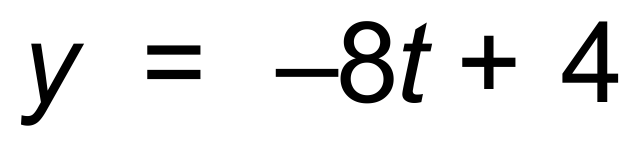 y = –8t + 4